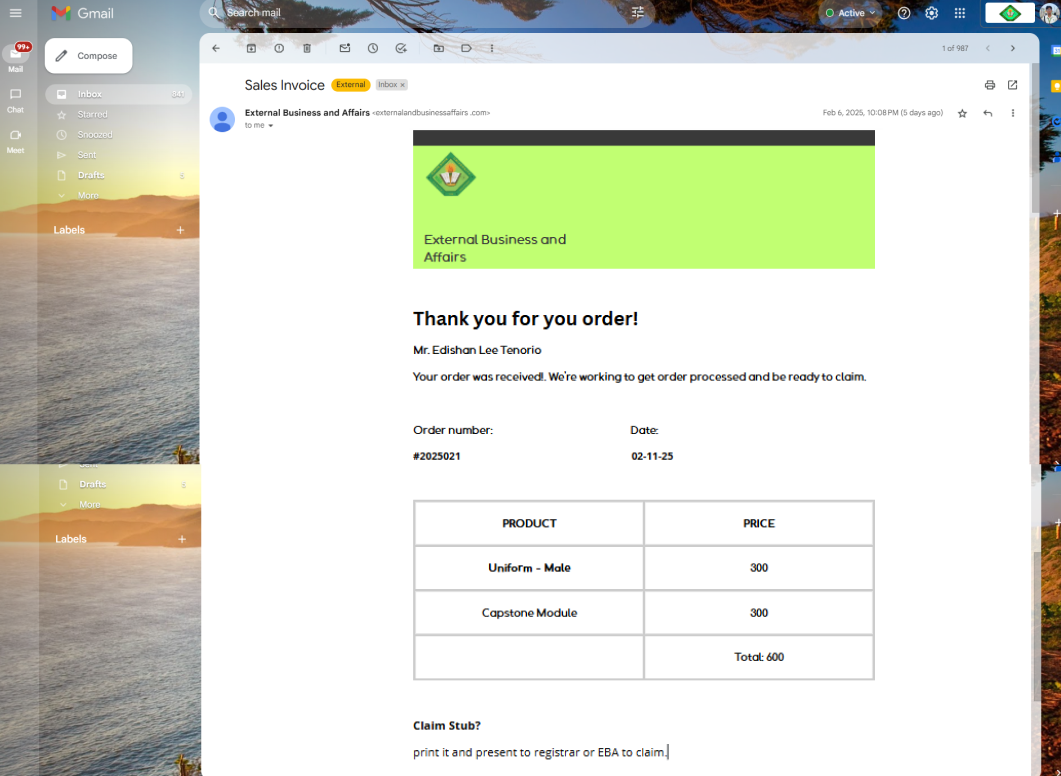 Gmail
Search mail
Active
99+
Mail
Compose
1 of 987
Inbox 841
Chat
Starred
Snoozed
Meet
Sent
Drafts 5
More
Labels
Sales Invoice External Inbox ×
External Business and Affairs <externalandbusinessaffairs .com>
Feb 6, 2025, 10:08 PM (5 days ago)
to me
External Business and
Affairs
Thank you for you order!
Mr. Edishan Lee Tenorio
Your order was received!. We're working to get order processed and be ready to claim.
Order number: Date:
#2025021 02-11-25
Sent
Drafts 5
More
Labels
PRODUCT PRICE
Uniform - Male 300
Capstone Module 300
Total: 600
Claim Stub?
print it and present to registrar or EBA to claim.